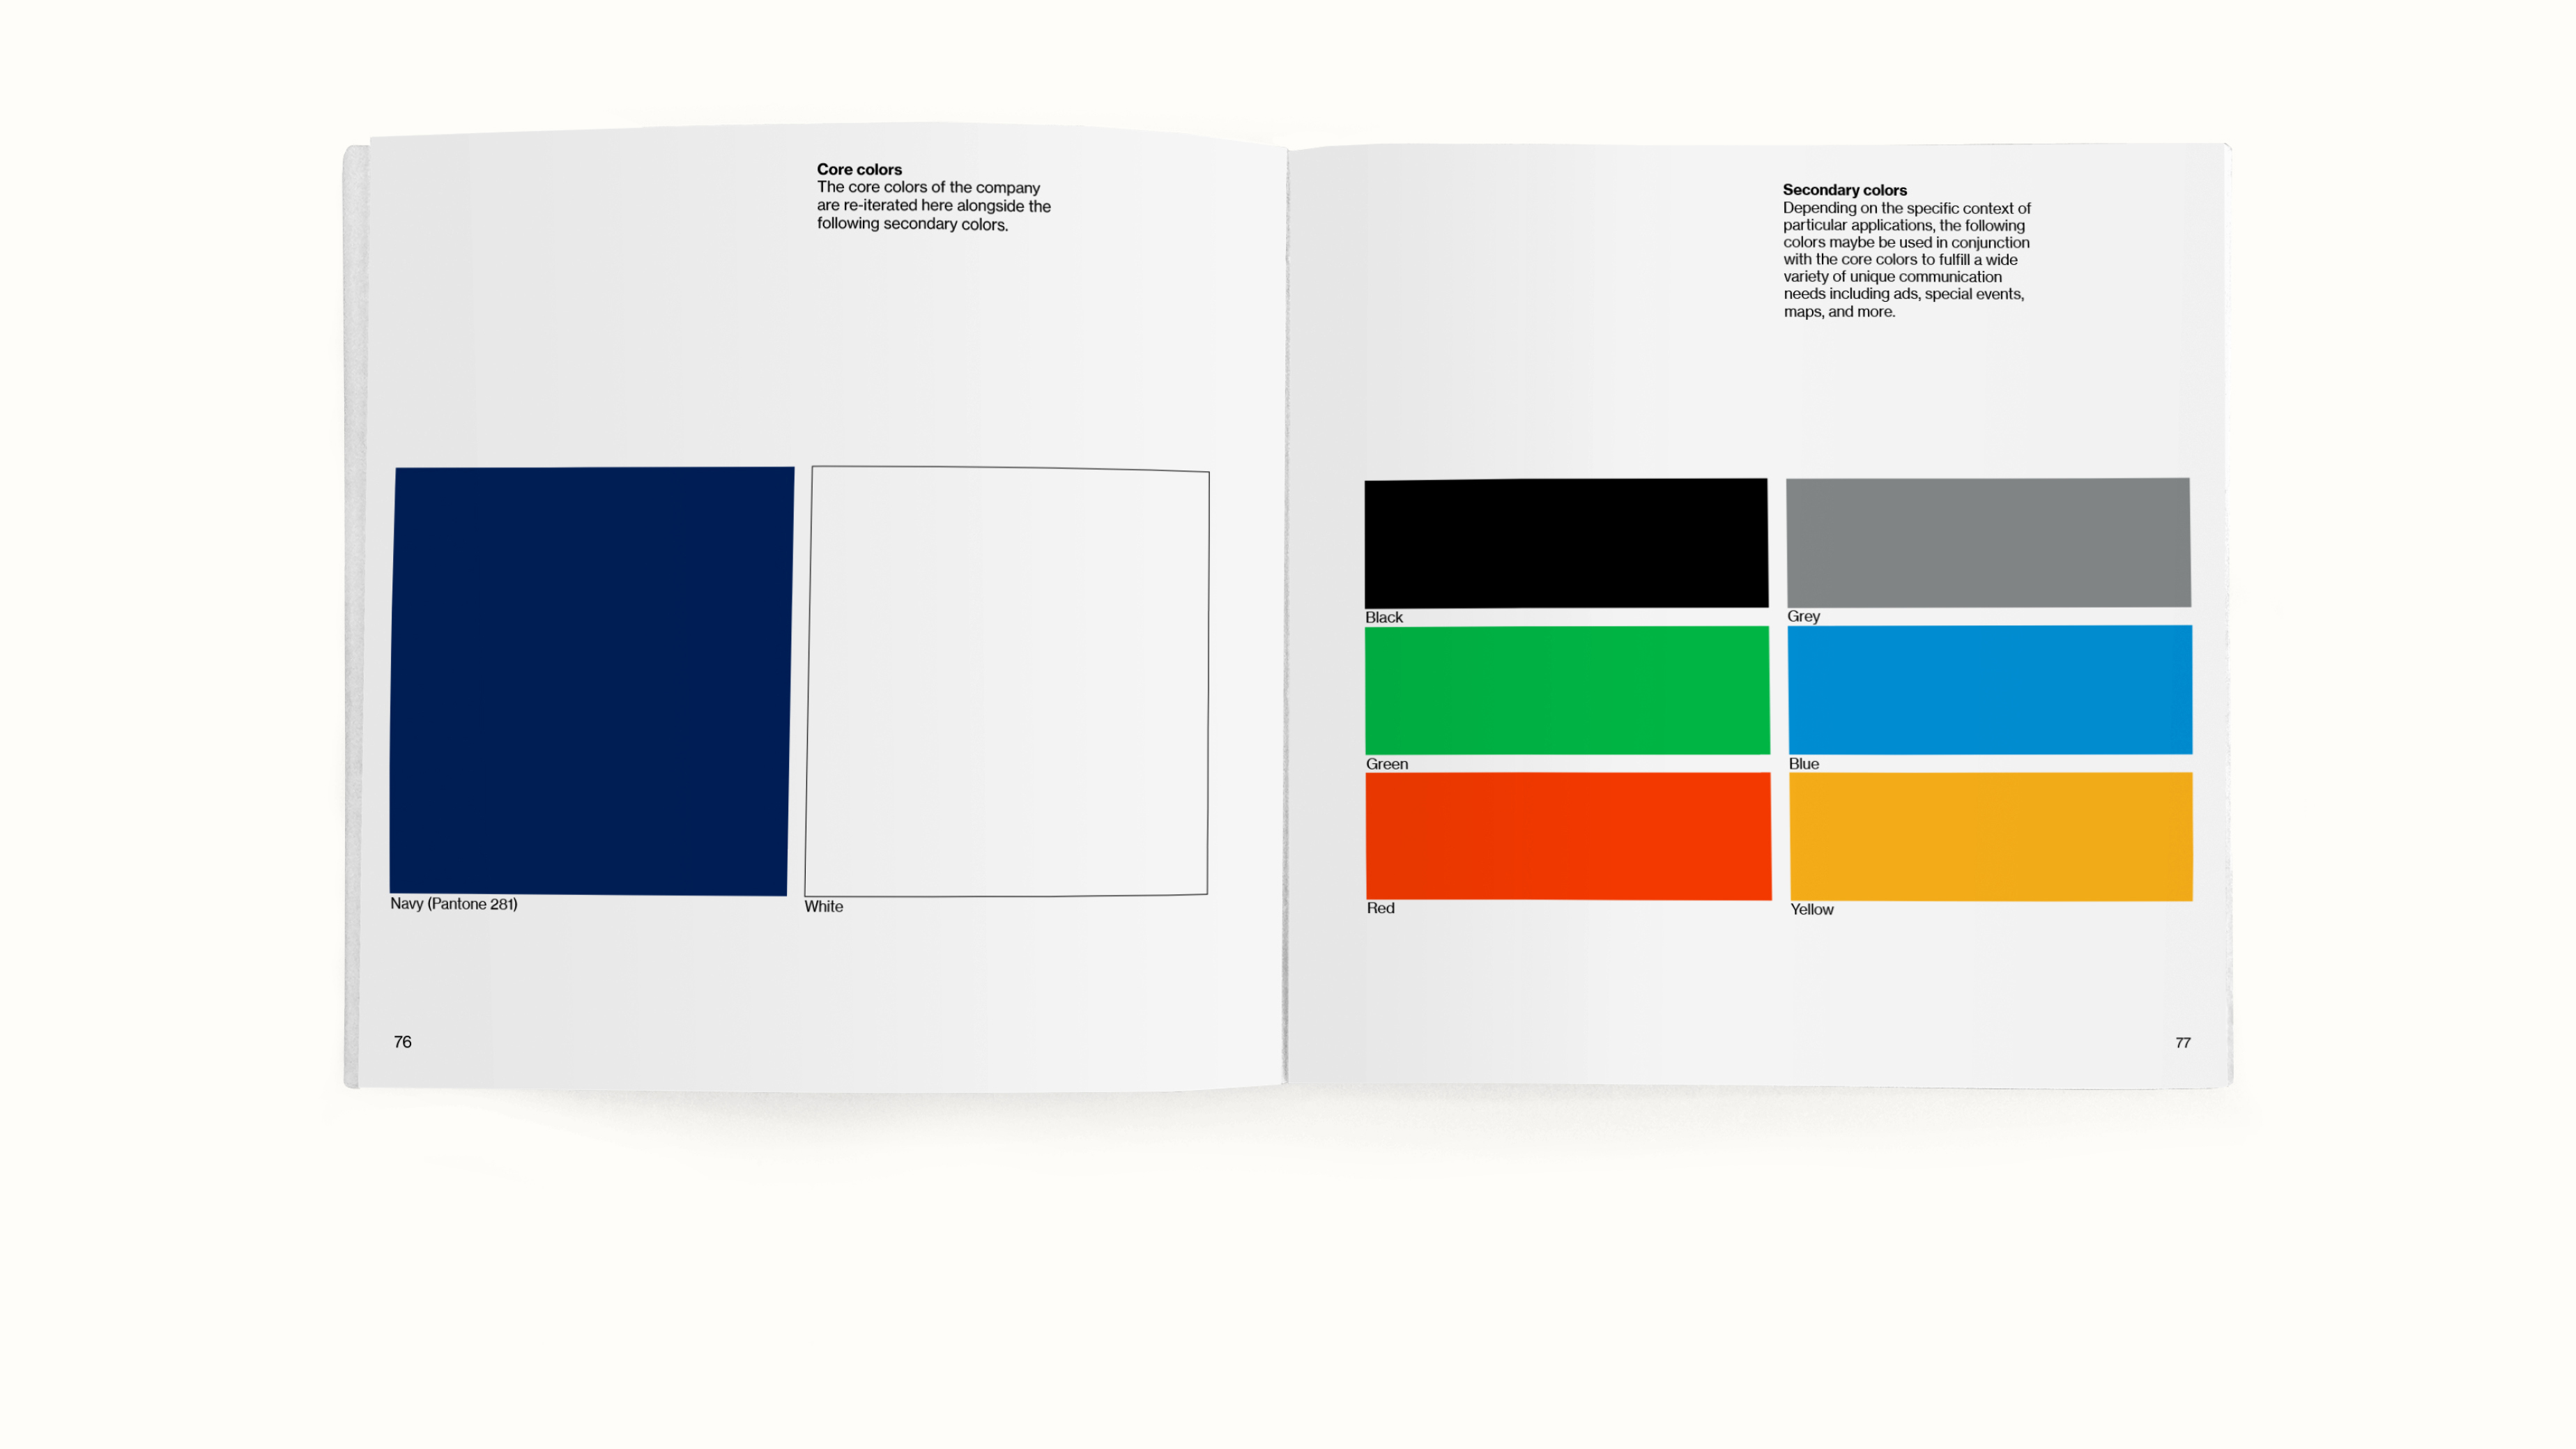 Core colors
The core colors of the company
are re-iterated here alongside the
following secondary colors.
Navy (Pantone 281)
White
76
Secondary colors
Depending on the specific context of
particular applications, the following
colors maybe be used in conjunction
with the core colors to fulfill a wide
variety of unique communication
needs including ads, special events,
maps, and more.
Black
Grey
Green
Blue
Red
Yellow
77